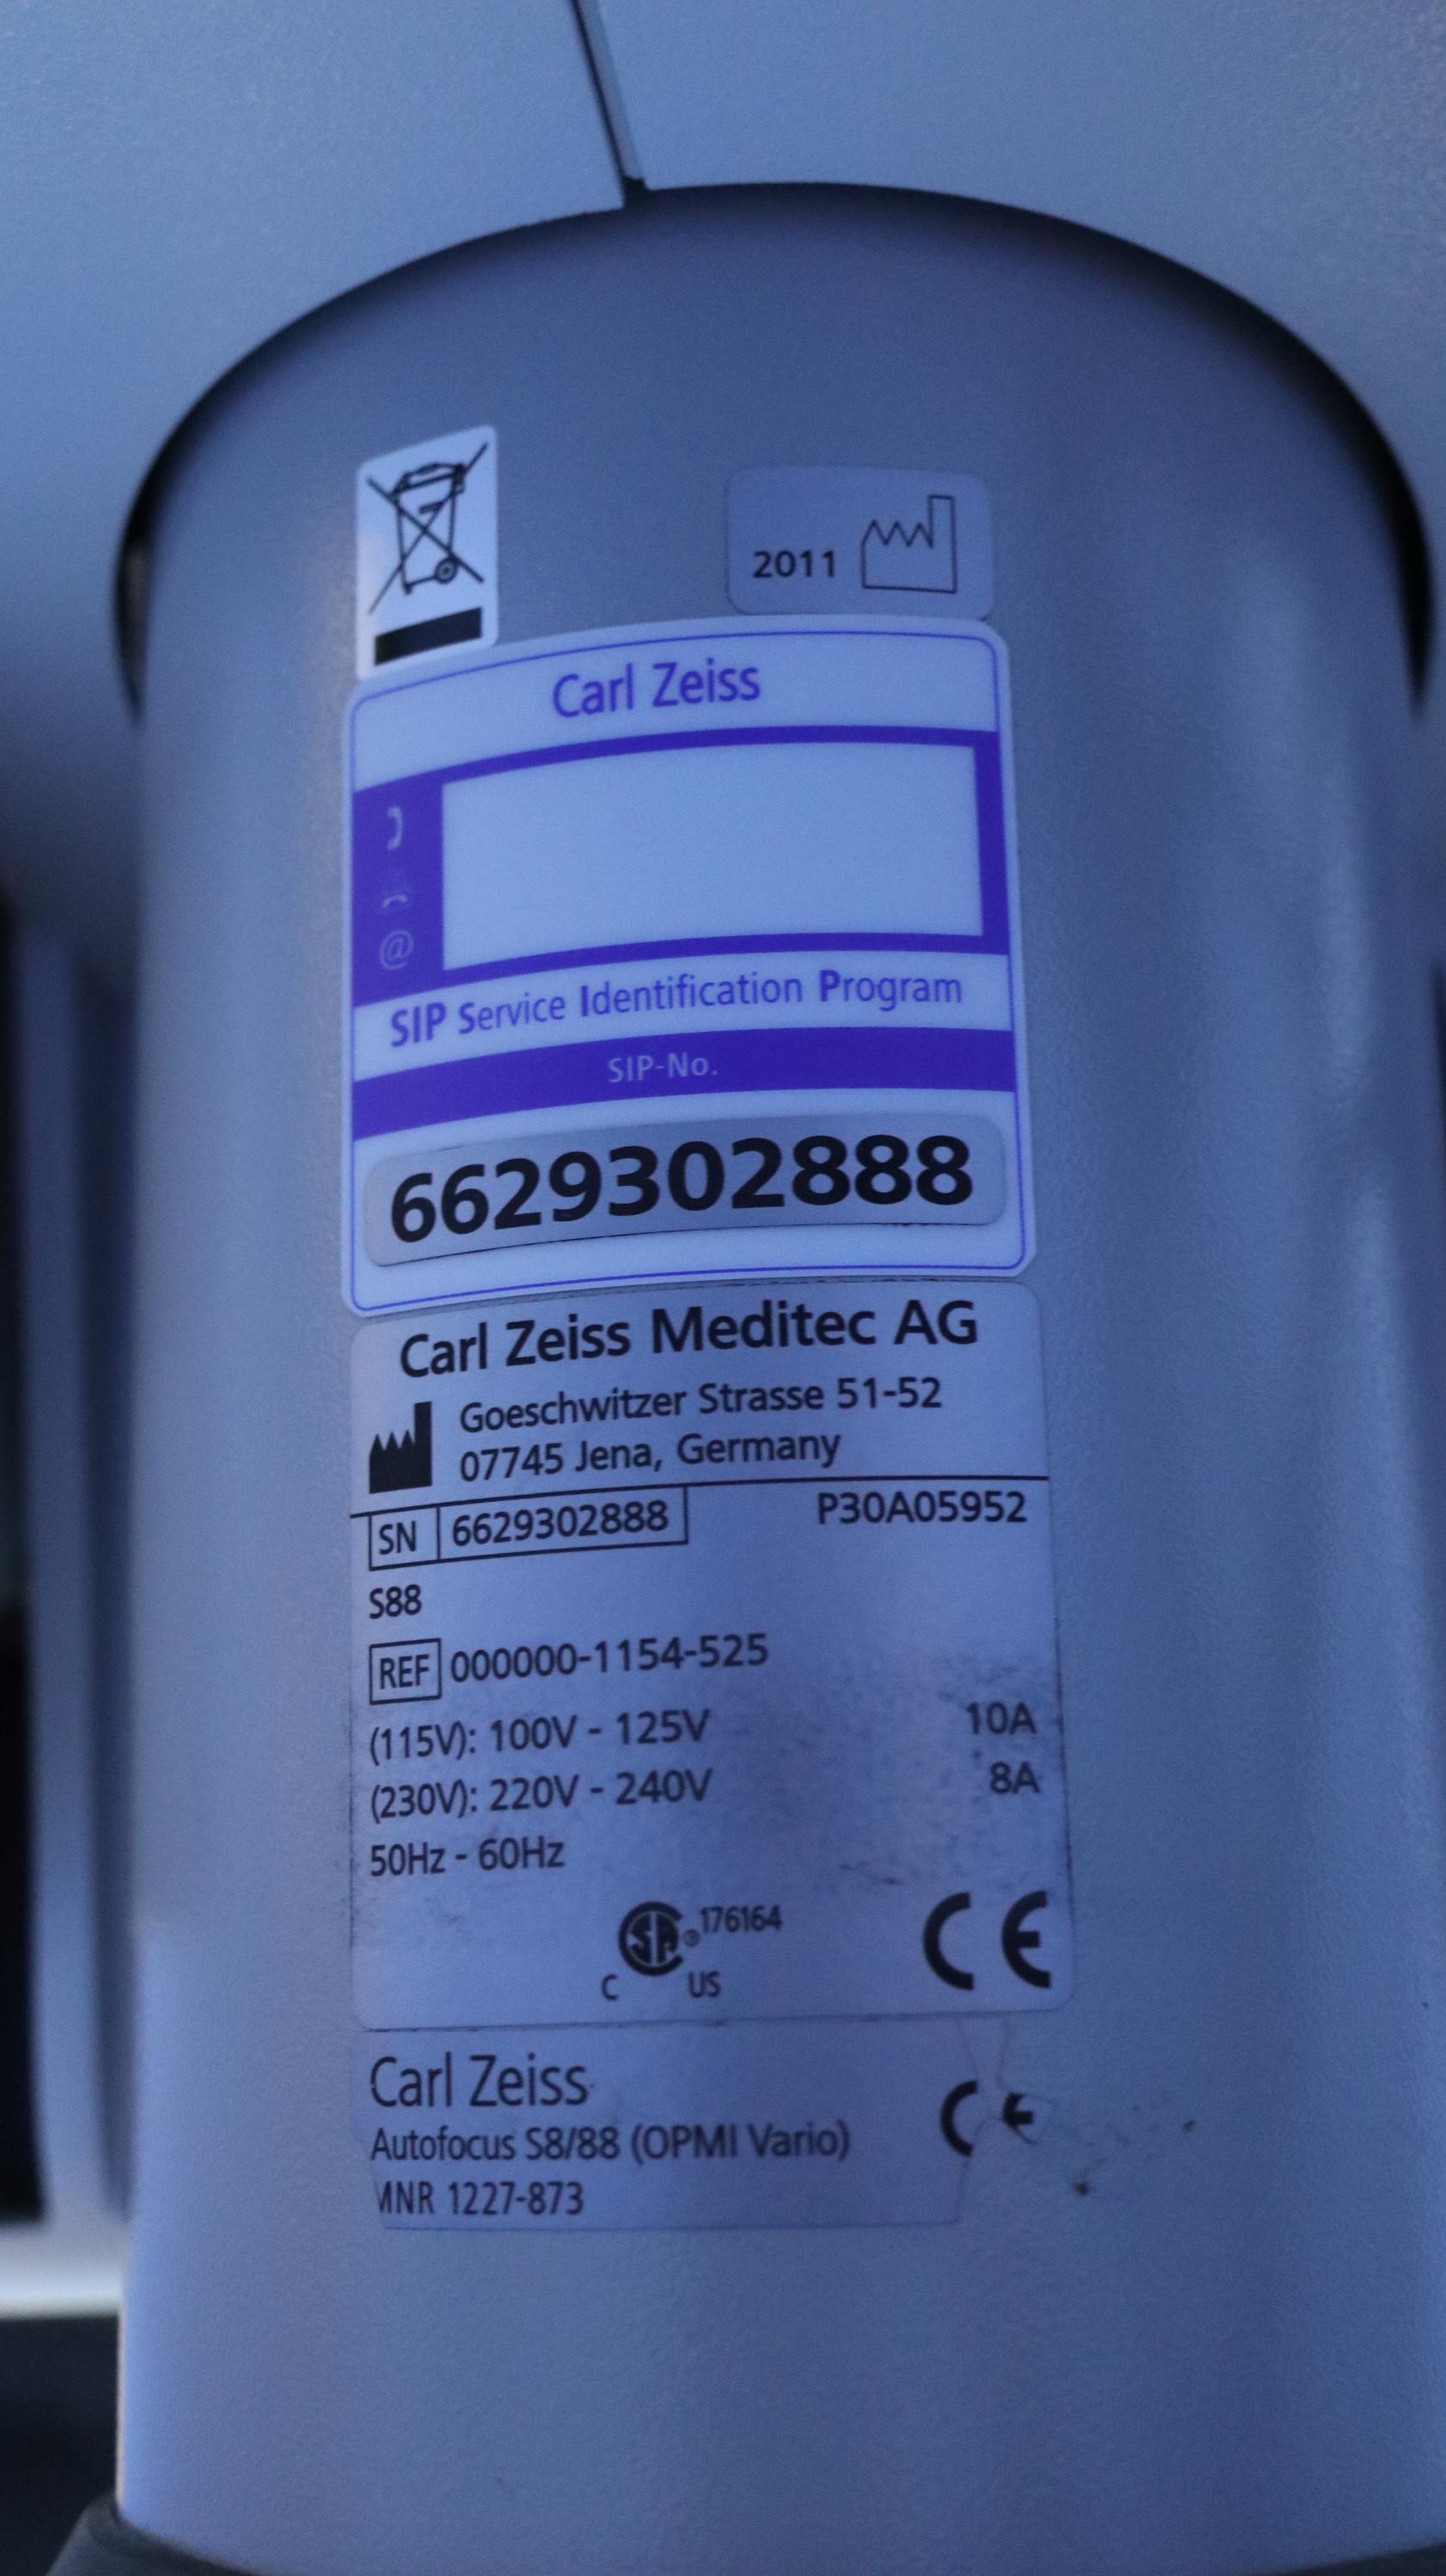 2011
Carl Zeiss
@
SIP Service Identification Program
SIP-No.
6629302888
Carl Zeiss Meditec AG
Goeschwitzer Strasse 51-52
07745 Jena, Germany
SN 6629302888 P30A05952
S88
REF 000000-1154-525
(115V): 100V - 125V 10A
(230V): 220V - 240V 8A
50Hz - 60Hz
SA ® 176164 CE
C US
Carl Zeiss CE
Autofocus S8/88 (OPMI Vario)
MNR 1227-873